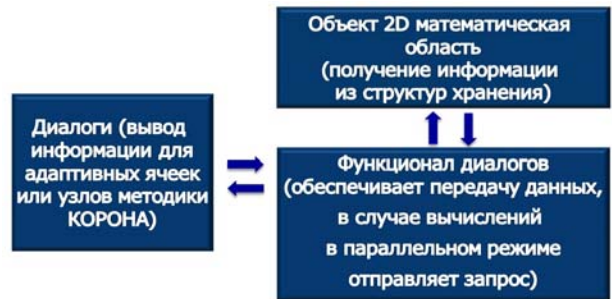 Объект 2D математическая
область
(получение информации
из структур хранения)
Диалоги (вывод
информации для
адаптивных ячеек
или узлов методики
КОРОНА)
Функционал диалогов
(обеспечивает передачу данных,
в случае вычислений
в параллельном режиме
отправляет запрос)